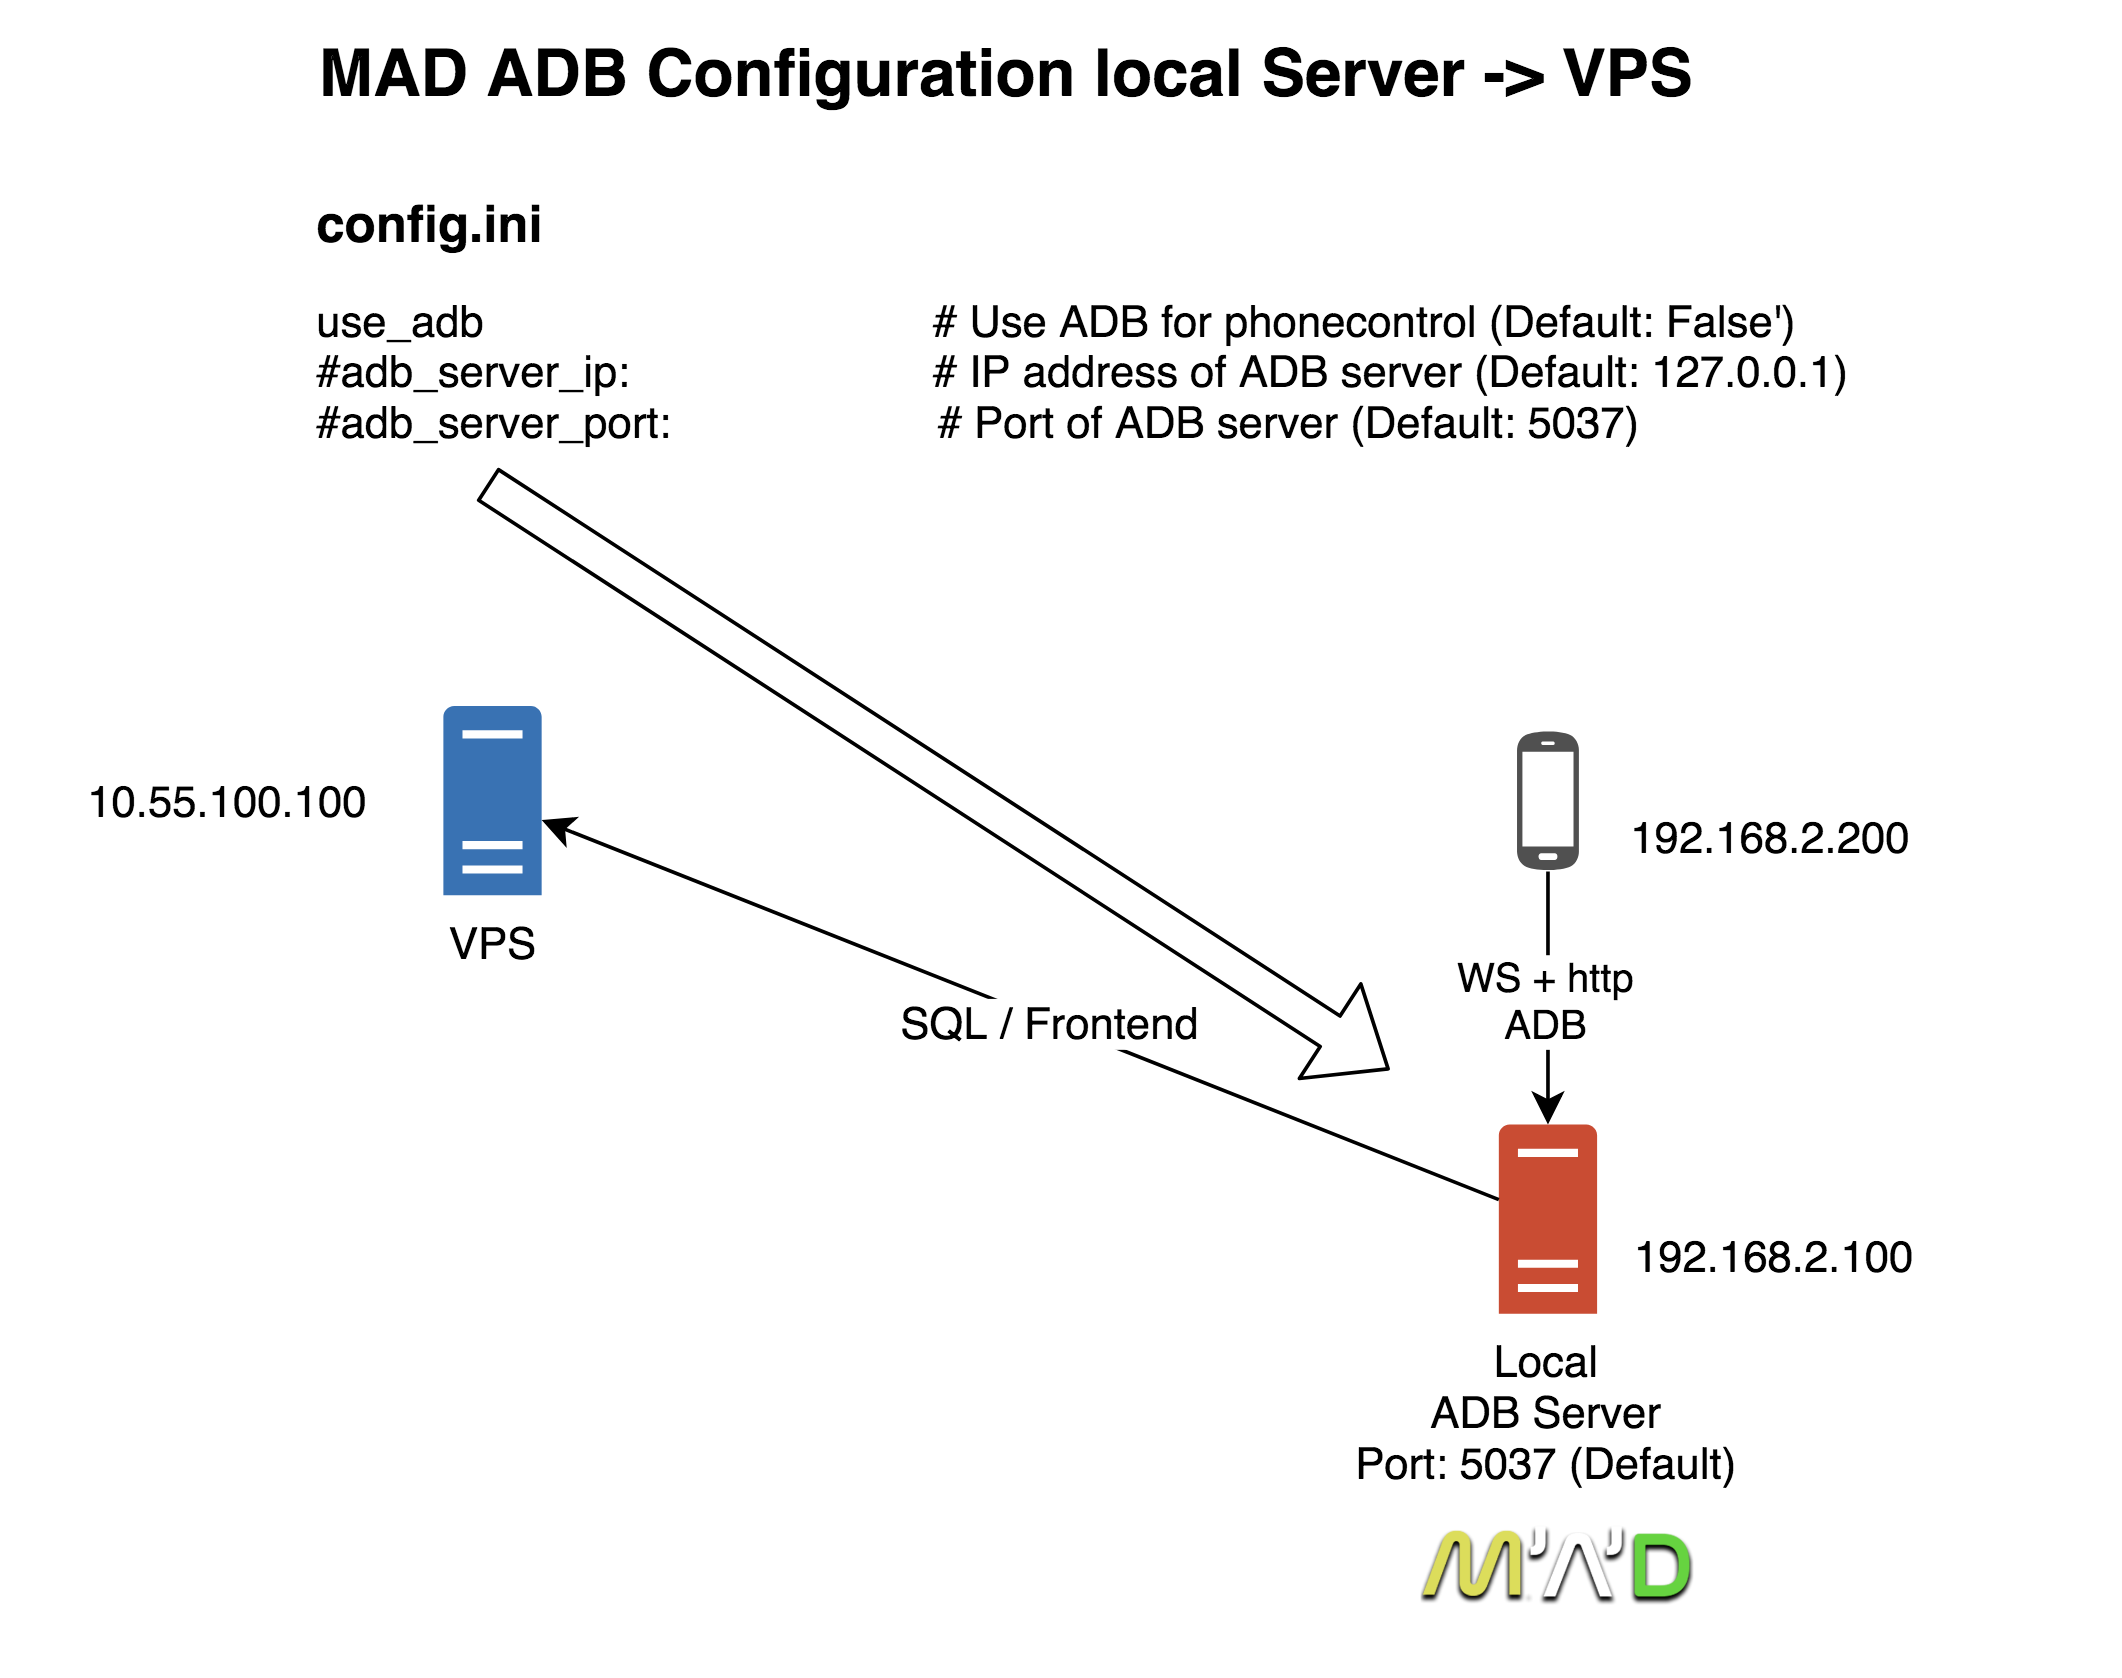 MAD ADB Configuration local Server -> VPS
config.ini
use_adb # Use ADB for phonecontrol (Default: False')
#adb_server_ip: # IP address of ADB server (Default: 127.0.0.1)
#adb_server_port: # Port of ADB server (Default: 5037)
10.55.100.100
VPS
192.168.2.200
WS + http
ADB
SQL / Frontend
192.168.2.100
Local
ADB Server
Port: 5037 (Default)
M'A'D